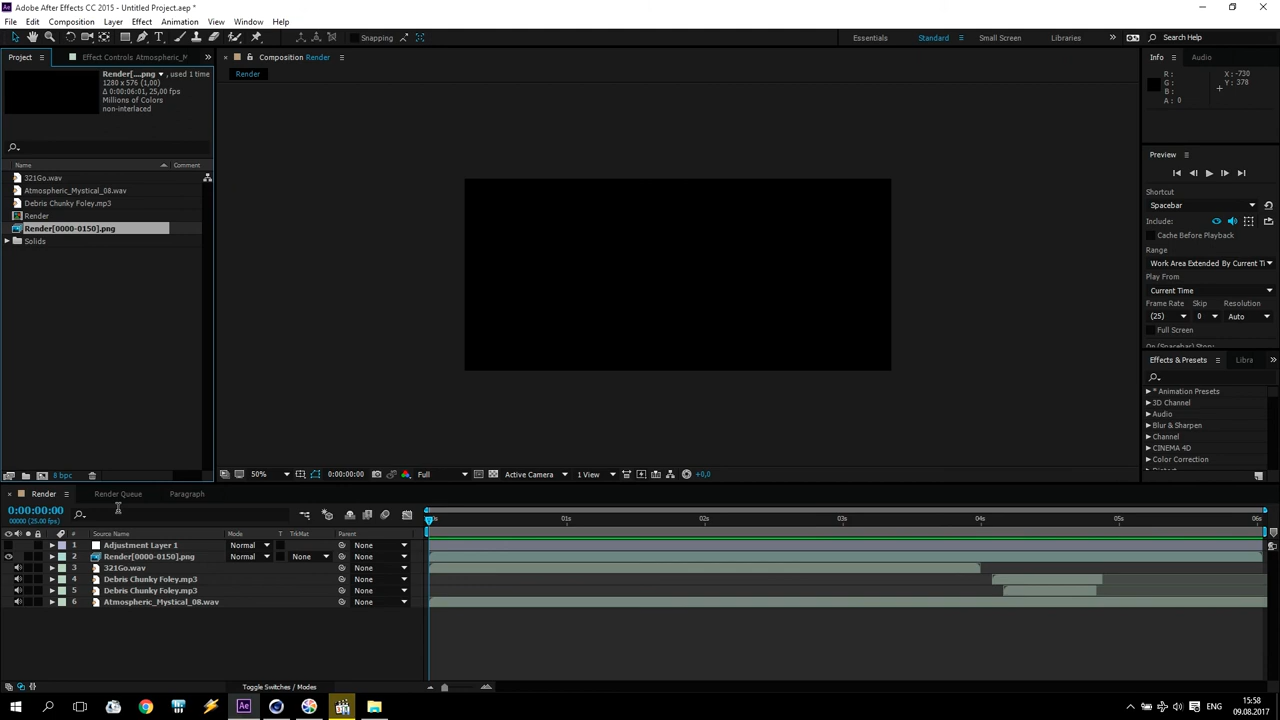 Adobe After Effects CC 2015 - Untitled Project.aep *
File Edit Composition Layer Effect Animation View Window Help
Snapping
Essentials Standard Small Screen Libraries Search Help
Project Effect Controls Atmospheric_M
Composition Render
Info Audio
Render
Render[....png , used 1 time
1280 x 576 (1,00)
Δ 0:00:06:01, 25,00 fps
Millions of Colors
non-interlaced
R :
G :
B :
A : 0
X : -730
Y : 378
Name Comment
321Go.wav
Atmospheric_Mystical_08.wav
Debris Chunky Foley.mp3
Render
Render[0000-0150].png
Solids
Preview
Shortcut
Spacebar
Include:
Cache Before Playback
Range
Work Area Extended By Current Ti
Play From
Current Time
Frame Rate Skip Resolution
(25) 0 Auto
Full Screen
On (Spacebar) Stop:
Effects & Presets Libra
* Animation Presets
3D Channel
Audio
Blur & Sharpen
Channel
CINEMA 4D
Color Correction
8 bpc
50% 0:00:00:00 Full Active Camera 1 View +0,0
Render Render Queue Paragraph
0:00:00:00
00000 (25.00 fps)
0s 01s 02s 03s 04s 05s 06s
# Source Name Mode T TrkMat Parent
1 Adjustment Layer 1 Normal None
2 Render[0000-0150].png Normal None None
3 321Go.wav None
4 Debris Chunky Foley.mp3 None
5 Debris Chunky Foley.mp3 None
6 Atmospheric_Mystical_08.wav None
Toggle Switches / Modes
Ae
ENG
15:58
09.08.2017